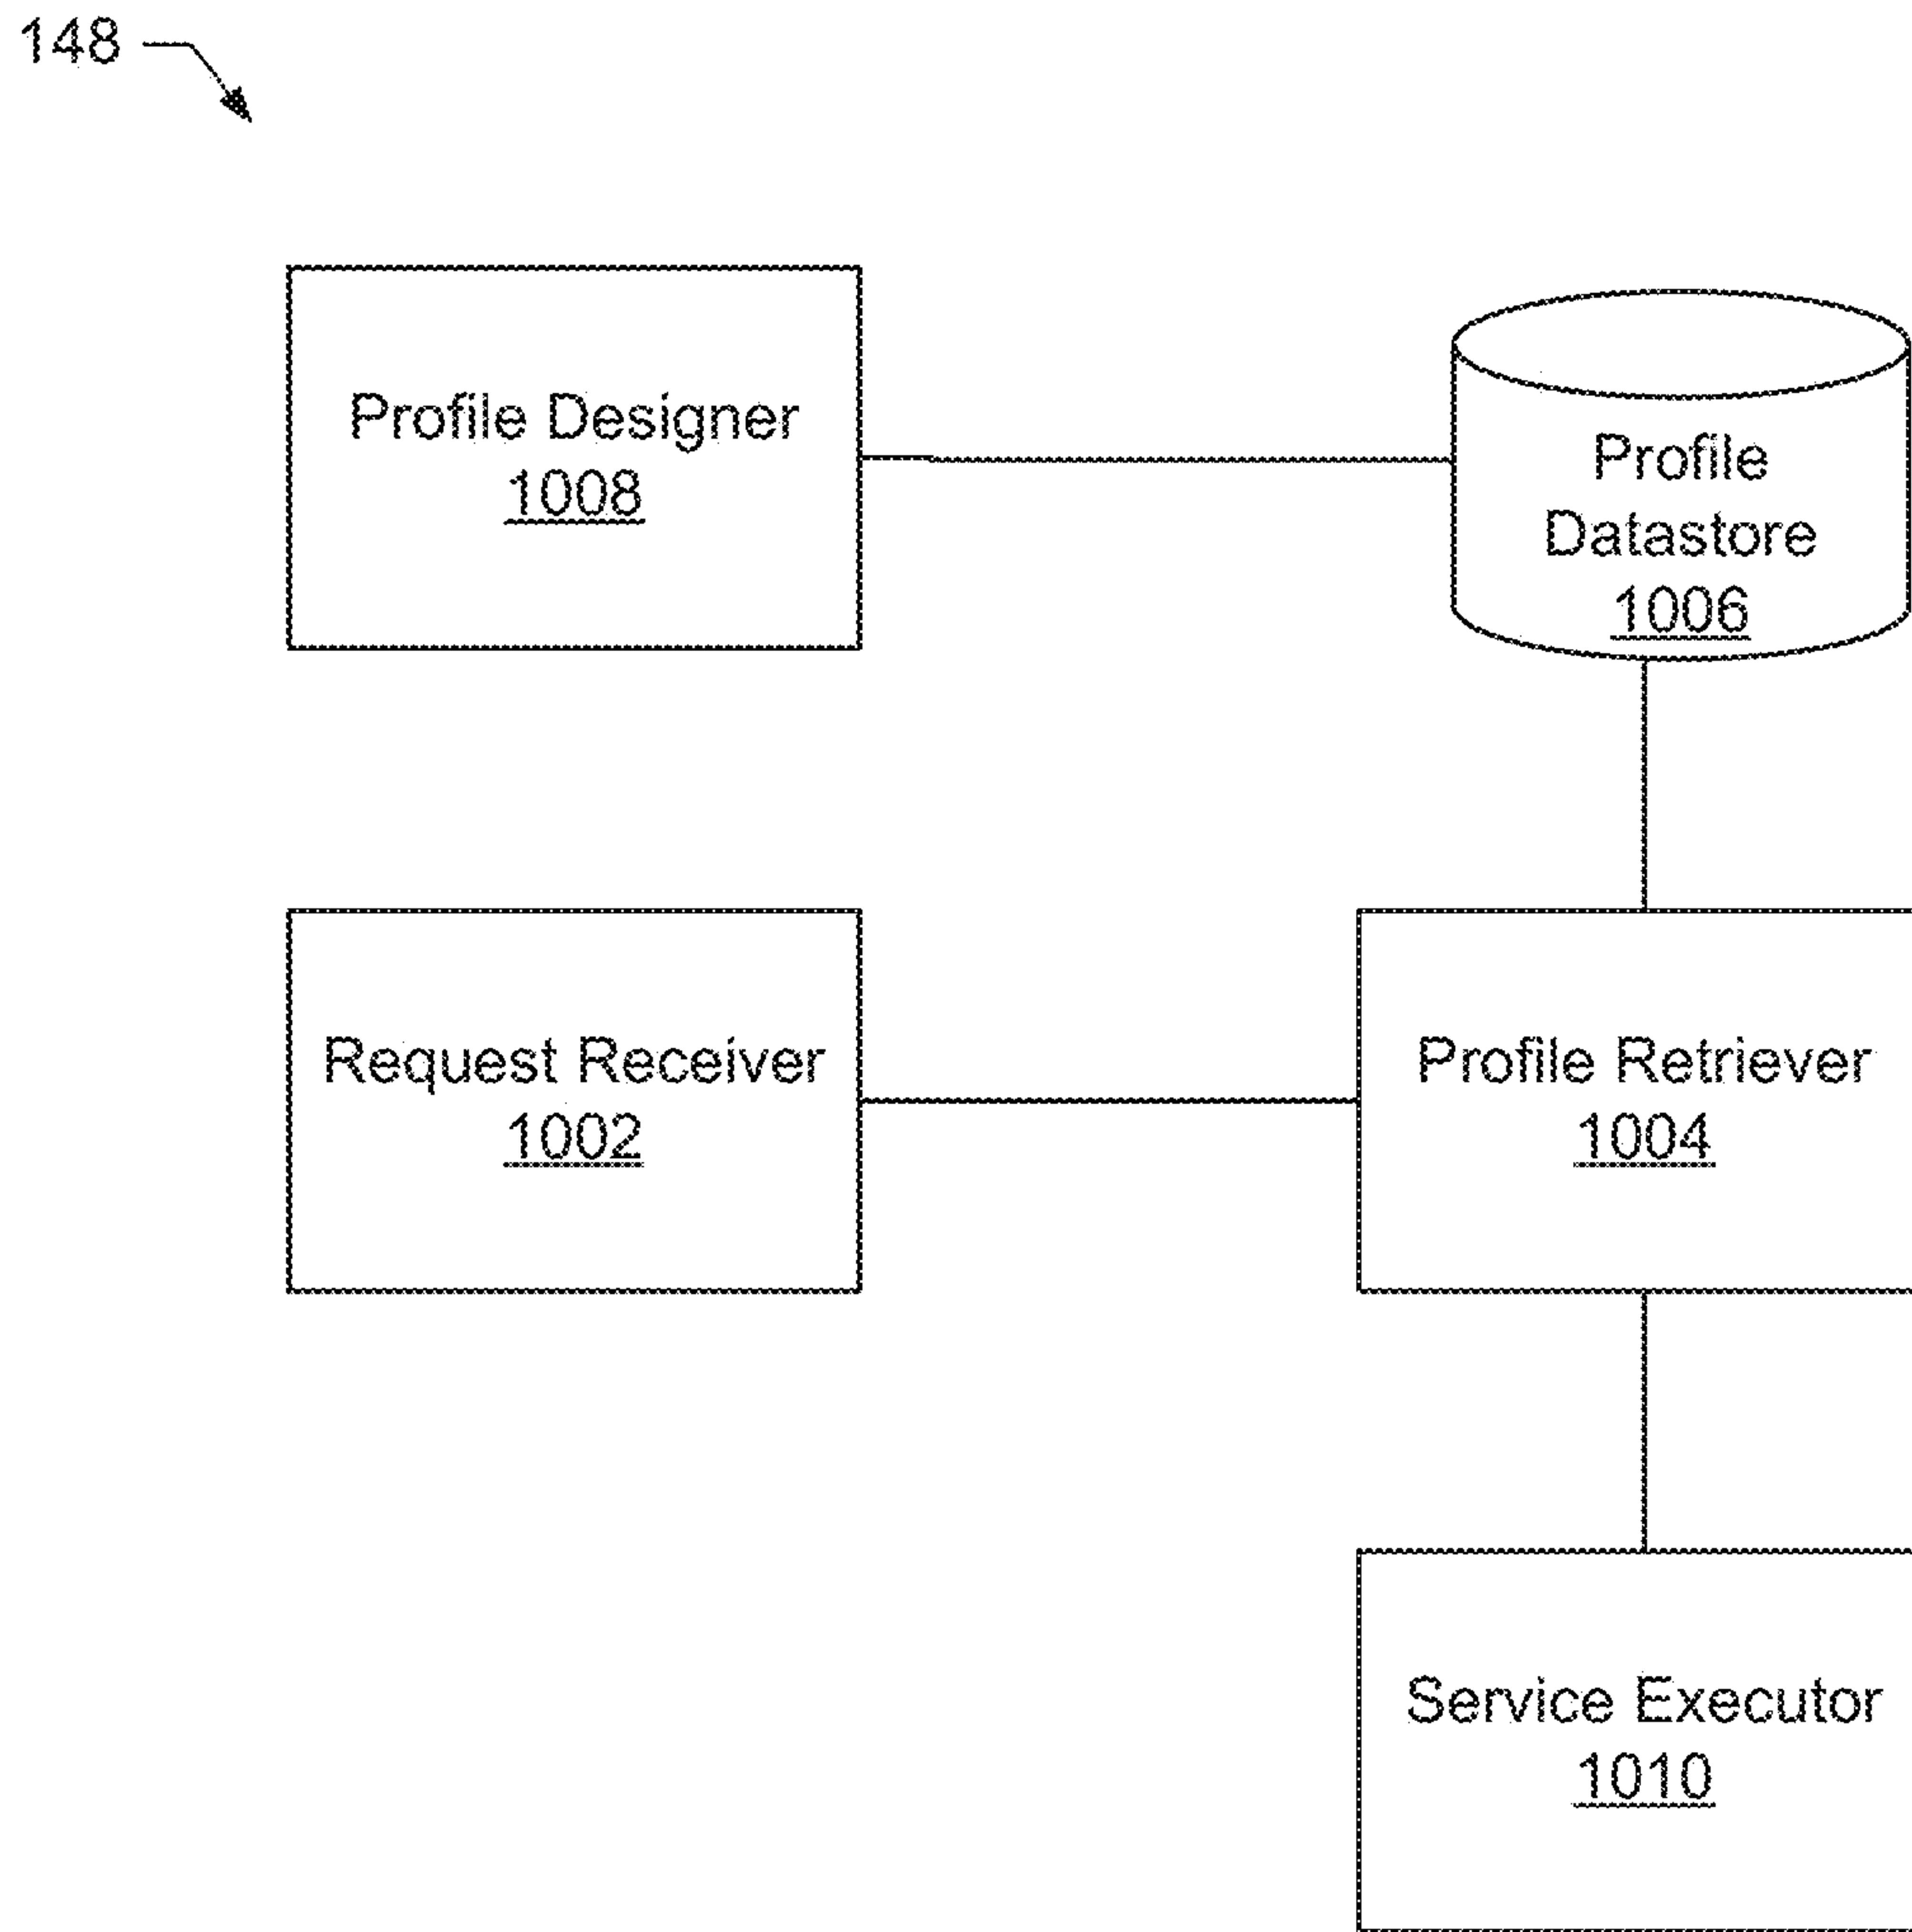 148
Profile Designer
1008
Profile
Datastore
1006
Request Receiver
1002
Profile Retriever
1004
Service Executor
1010